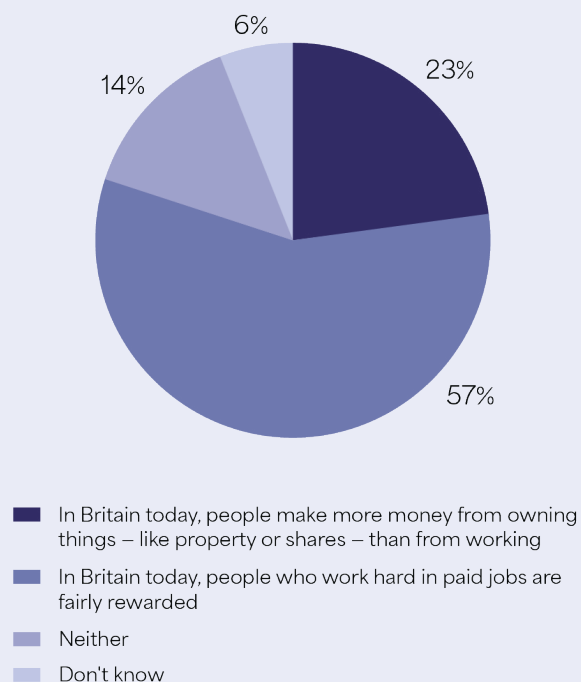 6%
23%
14%
57%
In Britain today, people make more money from owning
things – like property or shares – than from working
In Britain today, people who work hard in paid jobs are
fairly rewarded
Neither
Don't know